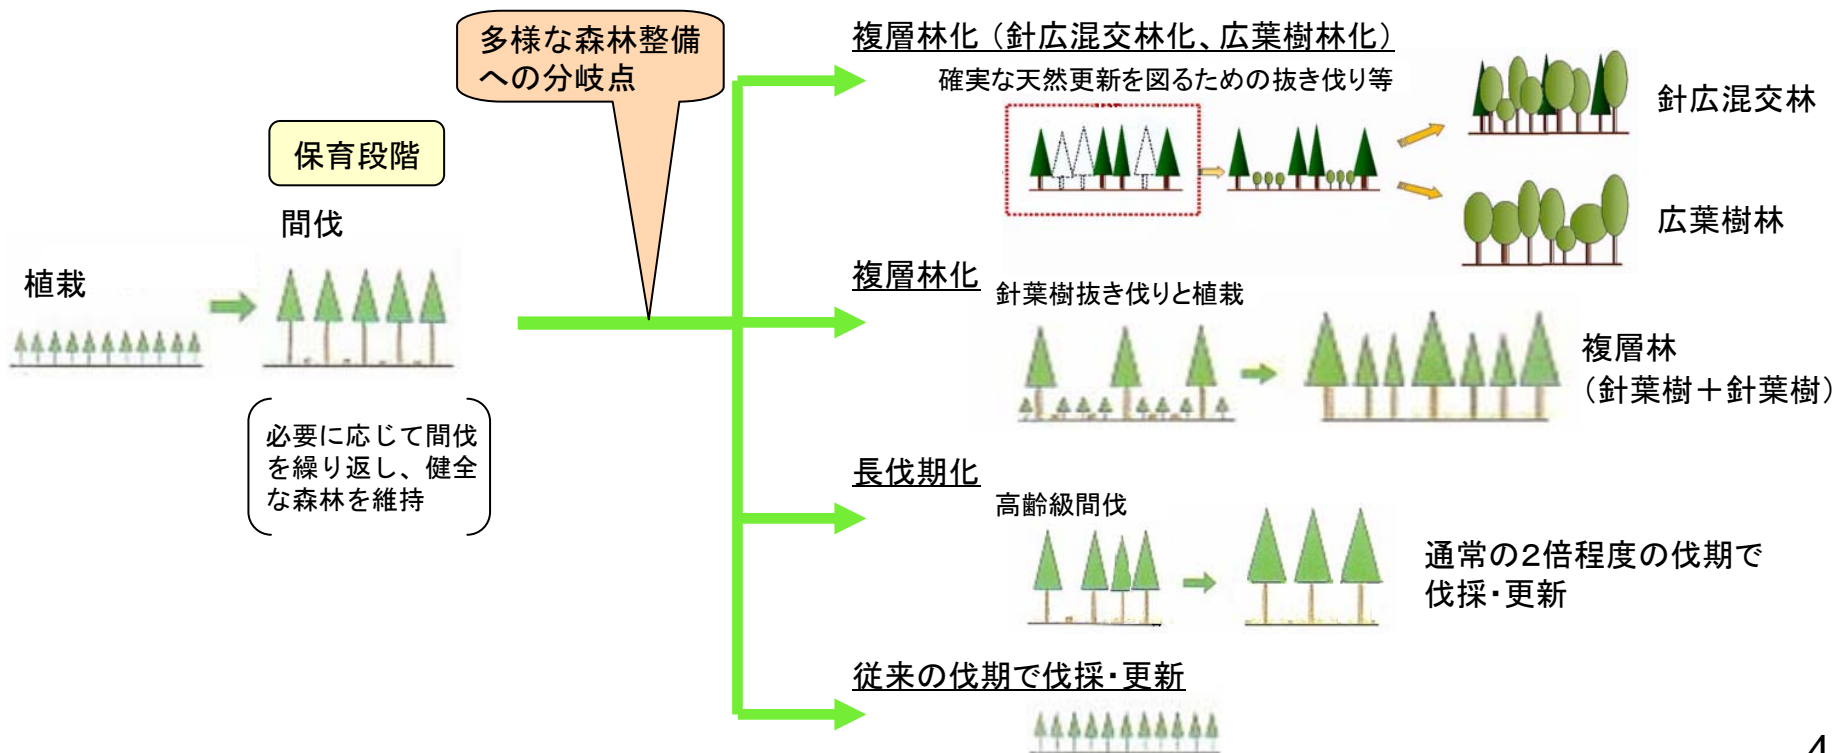 多様な森林整備
への分岐点
保育段階
植栽
間伐
必要に応じて間伐
を繰り返し、健全
な森林を維持
複層林化（針広混交林化、広葉樹林化）
確実な天然更新を図るための抜き伐り等
針広混交林
広葉樹林
複層林化
針葉樹抜き伐りと植栽
複層林
（針葉樹＋針葉樹）
長伐期化
高齢級間伐
通常の２倍程度の伐期で
伐採・更新
従来の伐期で伐採・更新
4